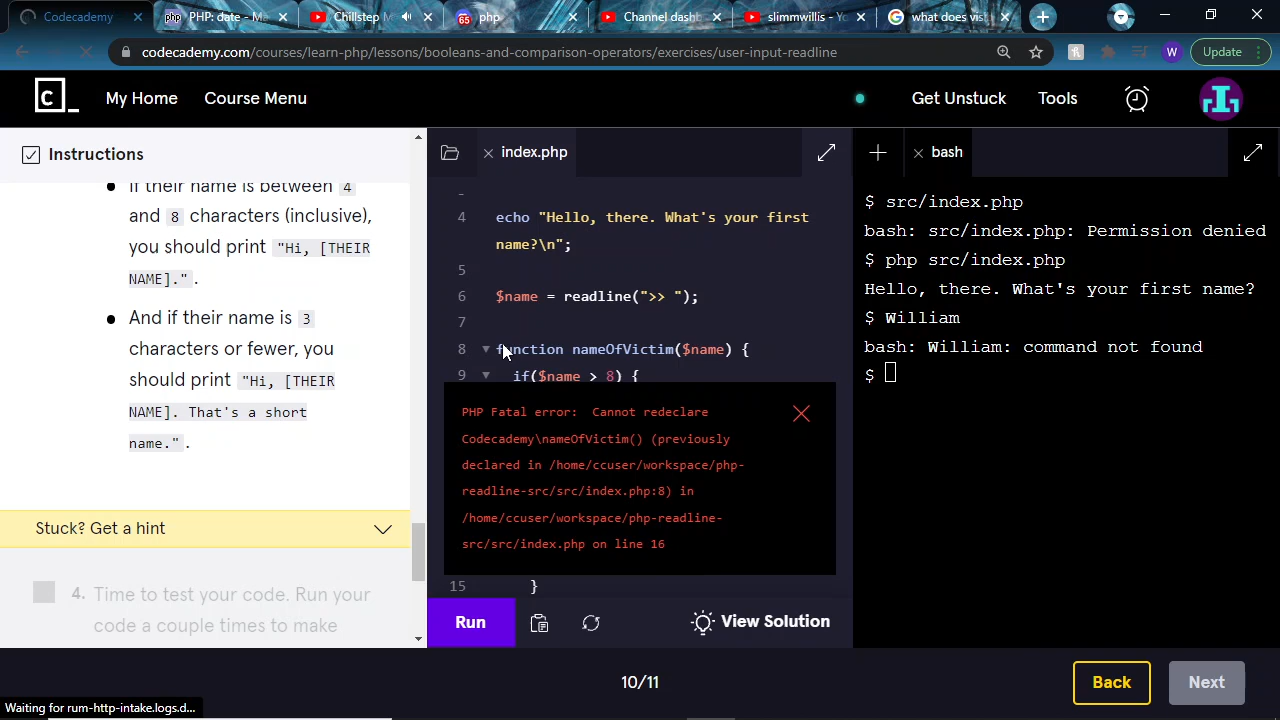 Codecademy
PHP: date - Ma
Chillstep M
php
Channel dashb
slimmwillis - Yo
what does vist
codecademy.com/courses/learn-php/lessons/booleans-and-comparison-operators/exercises/user-input-readline
W
Update
My Home
Course Menu
Get Unstuck
Tools
Instructions
If their name is between 4
and 8 characters (inclusive),
you should print "Hi, [THEIR
NAME].".
And if their name is 3
characters or fewer, you
should print "Hi, [THEIR
NAME]. That's a short
name.".
Stuck? Get a hint
4. Time to test your code. Run your
code a couple times to make
index.php
4 echo "Hello, there. What's your first
name?\n";
5
6 $name = readline(">> ");
7
8 function nameOfVictim($name) {
9 if($name > 8) {
PHP Fatal error:  Cannot redeclare
Codecademy\nameOfVictim() (previously
declared in /home/ccuser/workspace/php-
readline-src/src/index.php:8) in
/home/ccuser/workspace/php-readline-
src/src/index.php on line 16
15 }
Run
View Solution
bash
$ src/index.php
bash: src/index.php: Permission denied
$ php src/index.php
Hello, there. What's your first name?
$ William
bash: William: command not found
$
10/11
Back
Next
Waiting for rum-http-intake.logs.d...